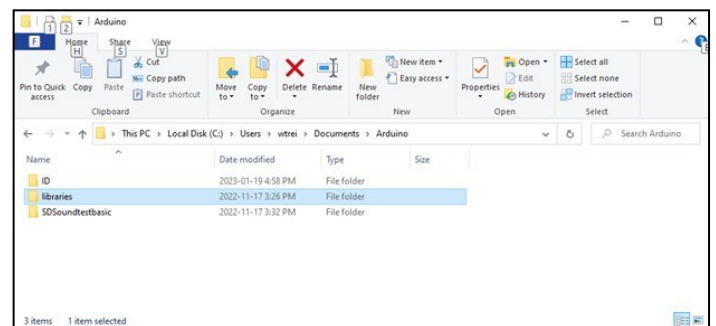 Arduino
1 2
F Home Share View
H S V
Pin to Quick access
Copy
Paste
Cut
Copy path
Paste shortcut
Clipboard
Move to
Copy to
Delete
Rename
Organize
New folder
New item
Easy access
New
Properties
Open
Edit
History
Open
Select all
Select none
Invert selection
Select
This PC > Local Disk (C:) > Users > wtrei > Documents > Arduino
Search Arduino
Name Date modified Type Size
ID 2023-01-19 4:58 PM File folder
libraries 2022-11-17 3:26 PM File folder
SDSoundtestbasic 2022-11-17 3:32 PM File folder
3 items 1 item selected